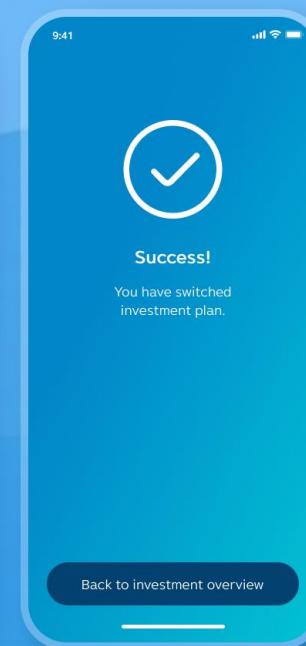 9:41
Success!
You have switched
investment plan.
Back to investment overview